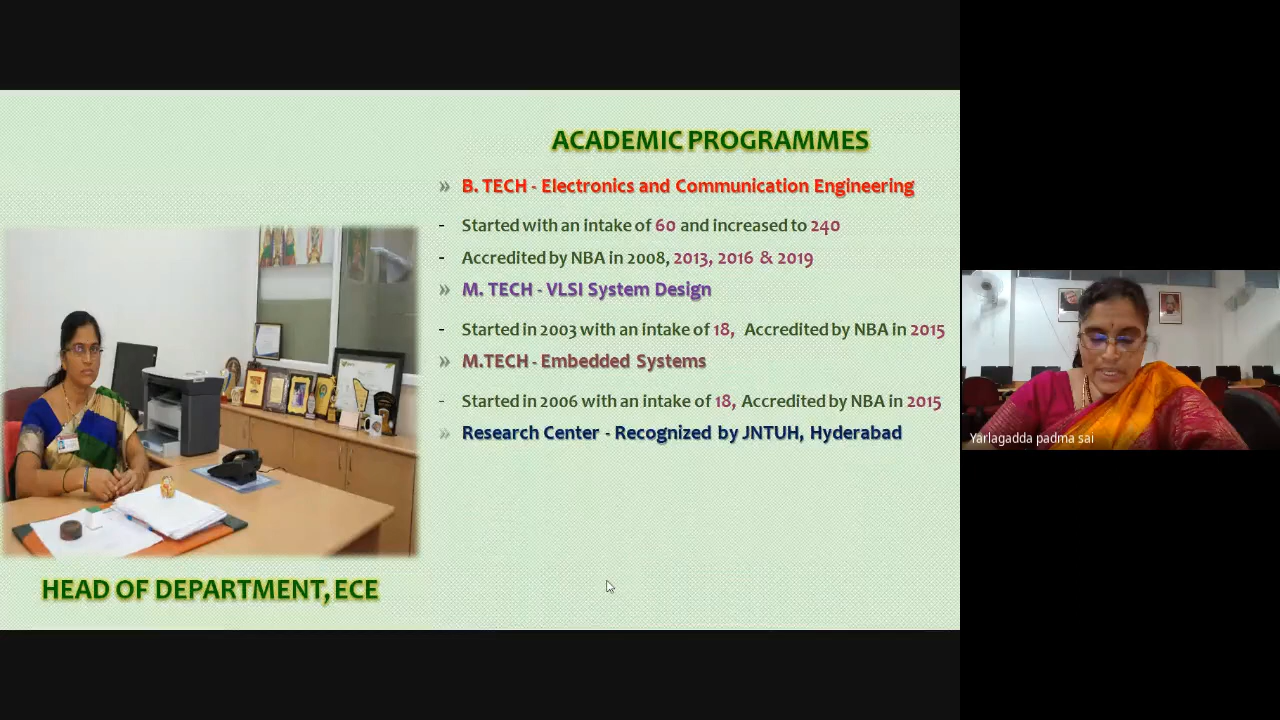 ACADEMIC PROGRAMMES
» B. TECH - Electronics and Communication Engineering
- Started with an intake of 60 and increased to 240
- Accredited by NBA in 2008, 2013, 2016 & 2019
» M. TECH - VLSI System Design
- Started in 2003 with an intake of 18, Accredited by NBA in 2015
» M.TECH - Embedded Systems
- Started in 2006 with an intake of 18, Accredited by NBA in 2015
» Research Center - Recognized by JNTUH, Hyderabad
HEAD OF DEPARTMENT, ECE
Yarlagadda padma sai